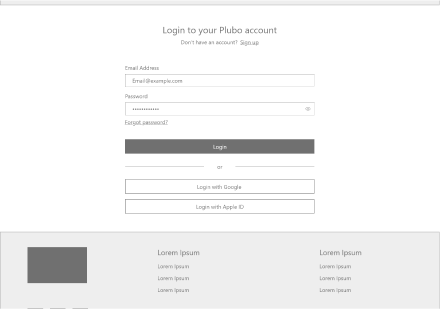 Login to your Plubo account
Don't have an account? Sign up
Email Address
Email@example.com
Password
••••••••••••
Forgot password?
Login
or
Login with Google
Login with Apple ID
Lorem Ipsum
Lorem Ipsum
Lorem Ipsum
Lorem Ipsum
Lorem Ipsum
Lorem Ipsum
Lorem Ipsum
Lorem Ipsum